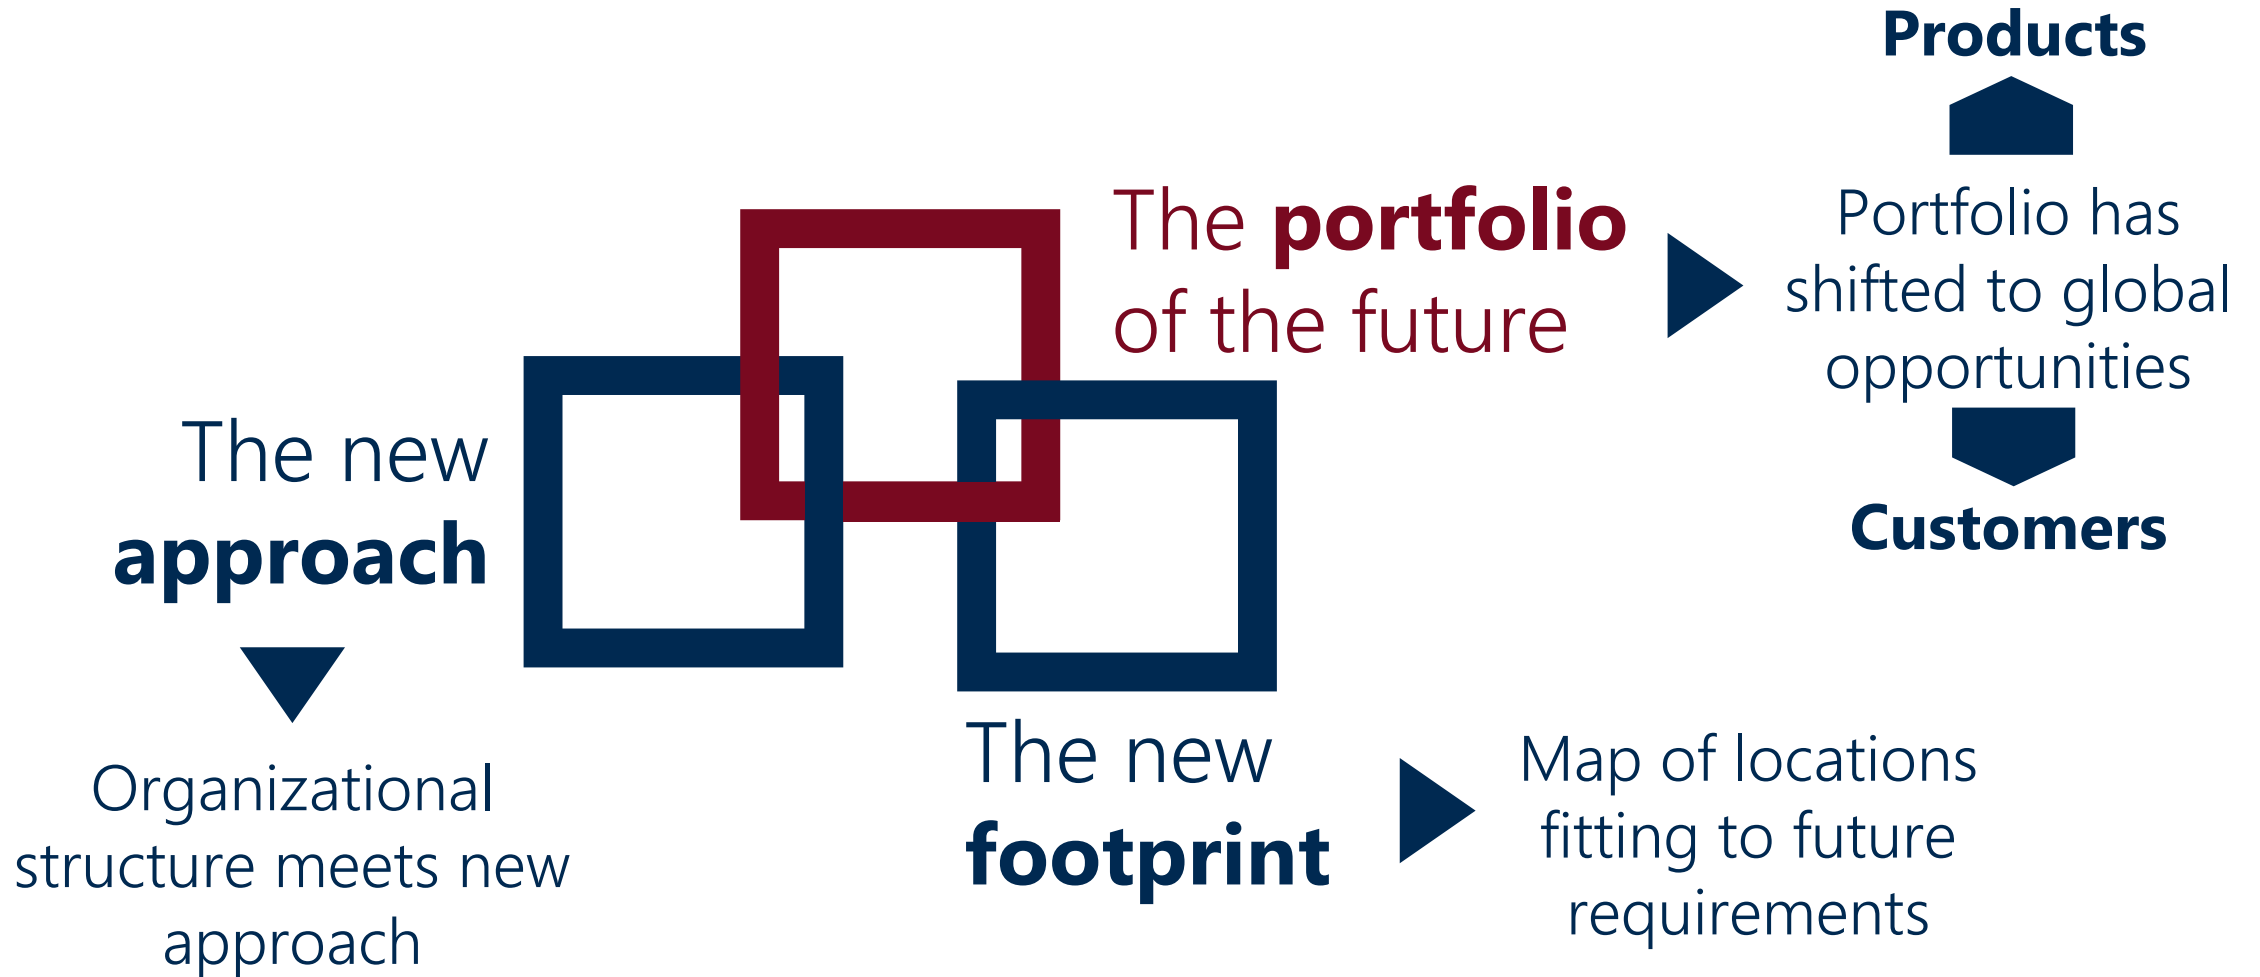 Products
The portfolio
of the future
Portfolio has
shifted to global
opportunities
Customers
The new
approach
Organizational
structure meets new
approach
The new
footprint
Map of locations
fitting to future
requirements